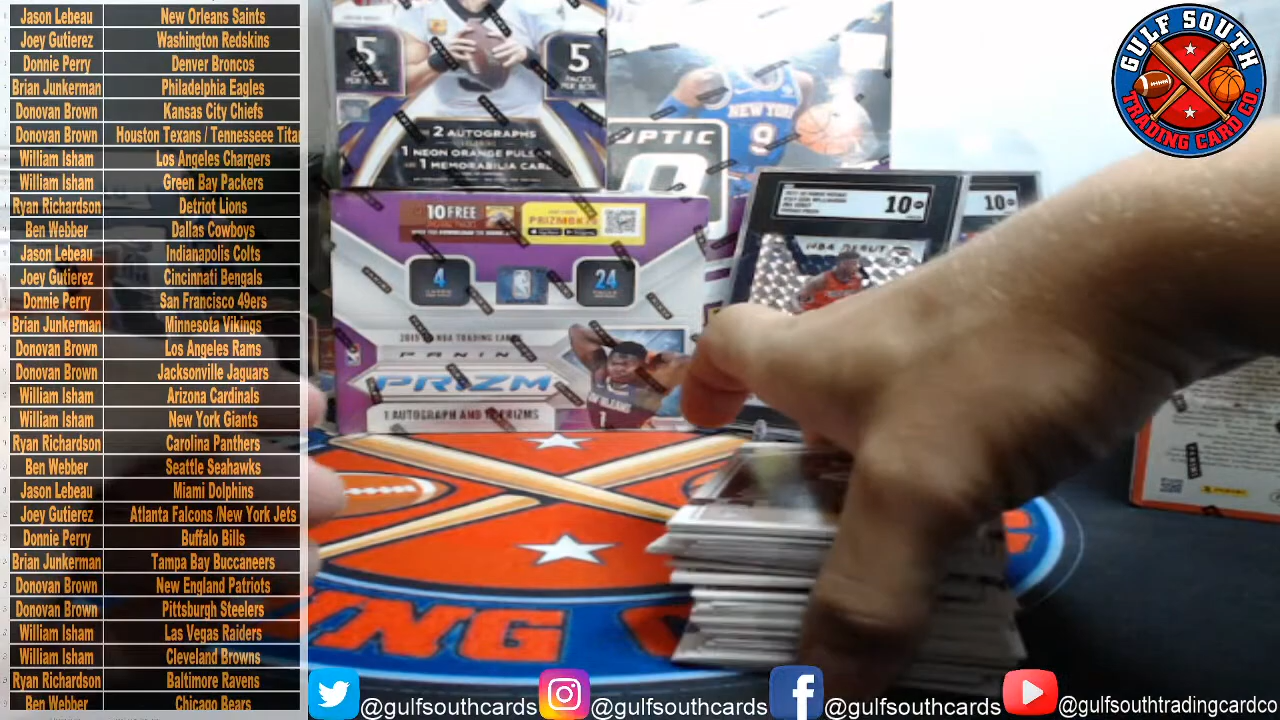 Jason Lebeau New Orleans Saints
Joey Gutierez Washington Redskins
Donnie Perry Denver Broncos
Brian Junkerman Philadelphia Eagles
Donovan Brown Kansas City Chiefs
Donovan Brown Houston Texans / Tennesseee Tita
William Isham Los Angeles Chargers
William Isham Green Bay Packers
Ryan Richardson Detriot Lions
Ben Webber Dallas Cowboys
Jason Lebeau Indianapolis Colts
Joey Gutierez Cincinnati Bengals
Donnie Perry San Francisco 49ers
Brian Junkerman Minnesota Vikings
Donovan Brown Los Angeles Rams
Donovan Brown Jacksonville Jaguars
William Isham Arizona Cardinals
William Isham New York Giants
Ryan Richardson Carolina Panthers
Ben Webber Seattle Seahawks
Jason Lebeau Miami Dolphins
Joey Gutierez Atlanta Falcons /New York Jets
Donnie Perry Buffalo Bills
Brian Junkerman Tampa Bay Buccaneers
Donovan Brown New England Patriots
Donovan Brown Pittsburgh Steelers
William Isham Las Vegas Raiders
William Isham Cleveland Browns
Ryan Richardson Baltimore Ravens
Ben Webber Chicago Bears
5
5
PACKS
PER BOX
2 AUTOGRAPHS
1 NEON ORANGE PULSAR
1 MEMORABILIA CARD
NEW YORK
9
OPTIC
10 FREE
PRIZM
4
24
NBA TRADING CARDS
PANINI
PRIZM
1 AUTOGRAPH AND 12 PRIZMS
1
10
10
NBA DEBUT
PANINI
NG C
GULF SOUTH
TRADING CARD CO.
@gulfsouthcards
@gulfsouthcards
@gulfsouthcards
@gulfsouthtradingcardco